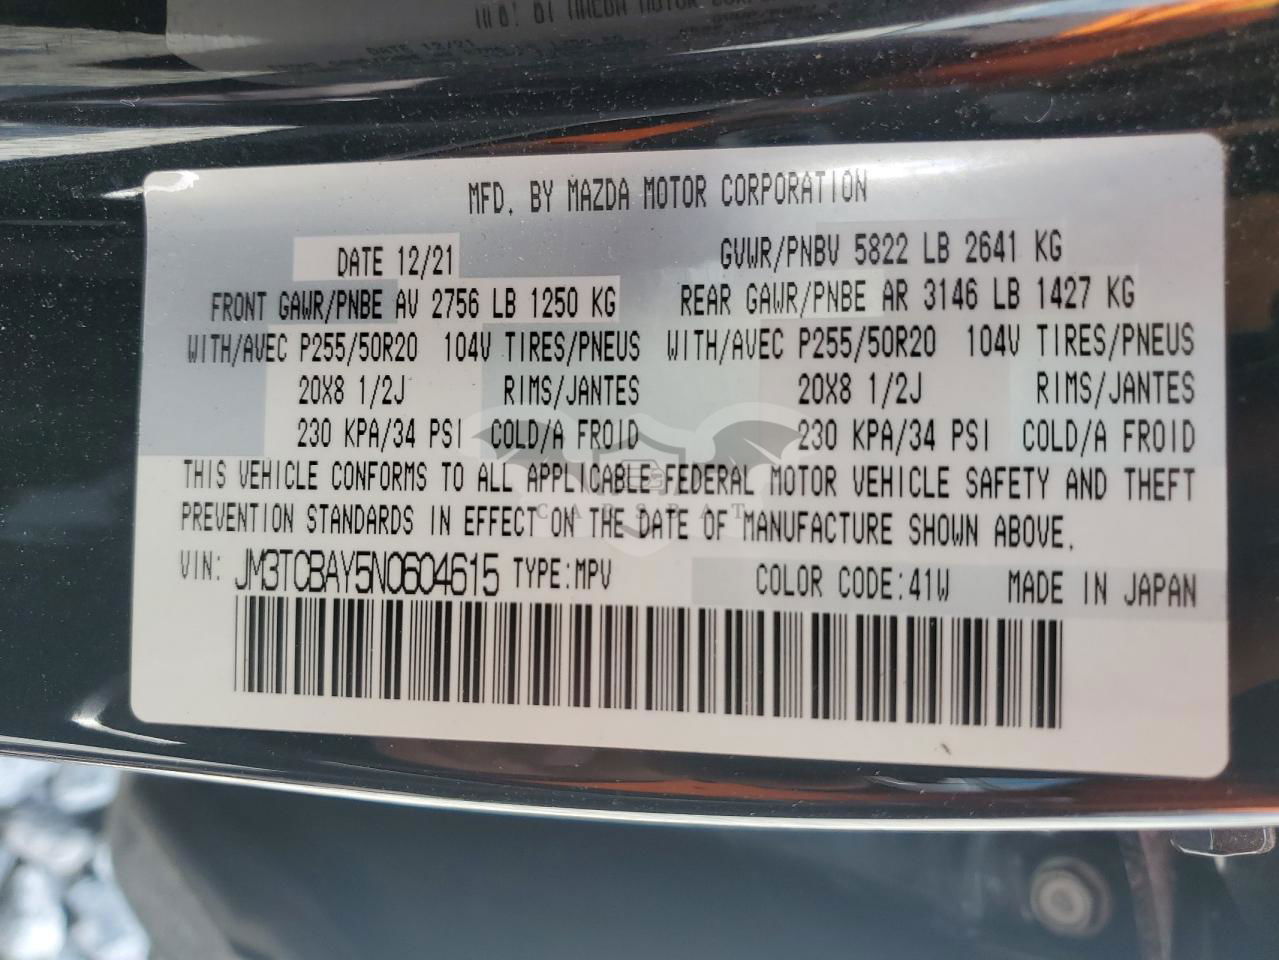 MFD. BY MAZDA MOTOR CORPORATION
DATE 12/21 GVWR/PNBV 5822 LB 2641 KG
FRONT GAWR/PNBE AV 2756 LB 1250 KG REAR GAWR/PNBE AR 3146 LB 1427 KG
WITH/AVEC P255/50R20 104V TIRES/PNEUS WITH/AVEC P255/50R20 104V TIRES/PNEUS
20X8 1/2J RIMS/JANTES 20X8 1/2J RIMS/JANTES
230 KPA/34 PSI COLD/A FROID 230 KPA/34 PSI COLD/A FROID
THIS VEHICLE CONFORMS TO ALL APPLICABLE FEDERAL MOTOR VEHICLE SAFETY AND THEFT
CARSBAT
PREVENTION STANDARDS IN EFFECT ON THE DATE OF MANUFACTURE SHOWN ABOVE.
VIN: JM3TCBAY5N0604615 TYPE:MPV COLOR CODE:41W MADE IN JAPAN